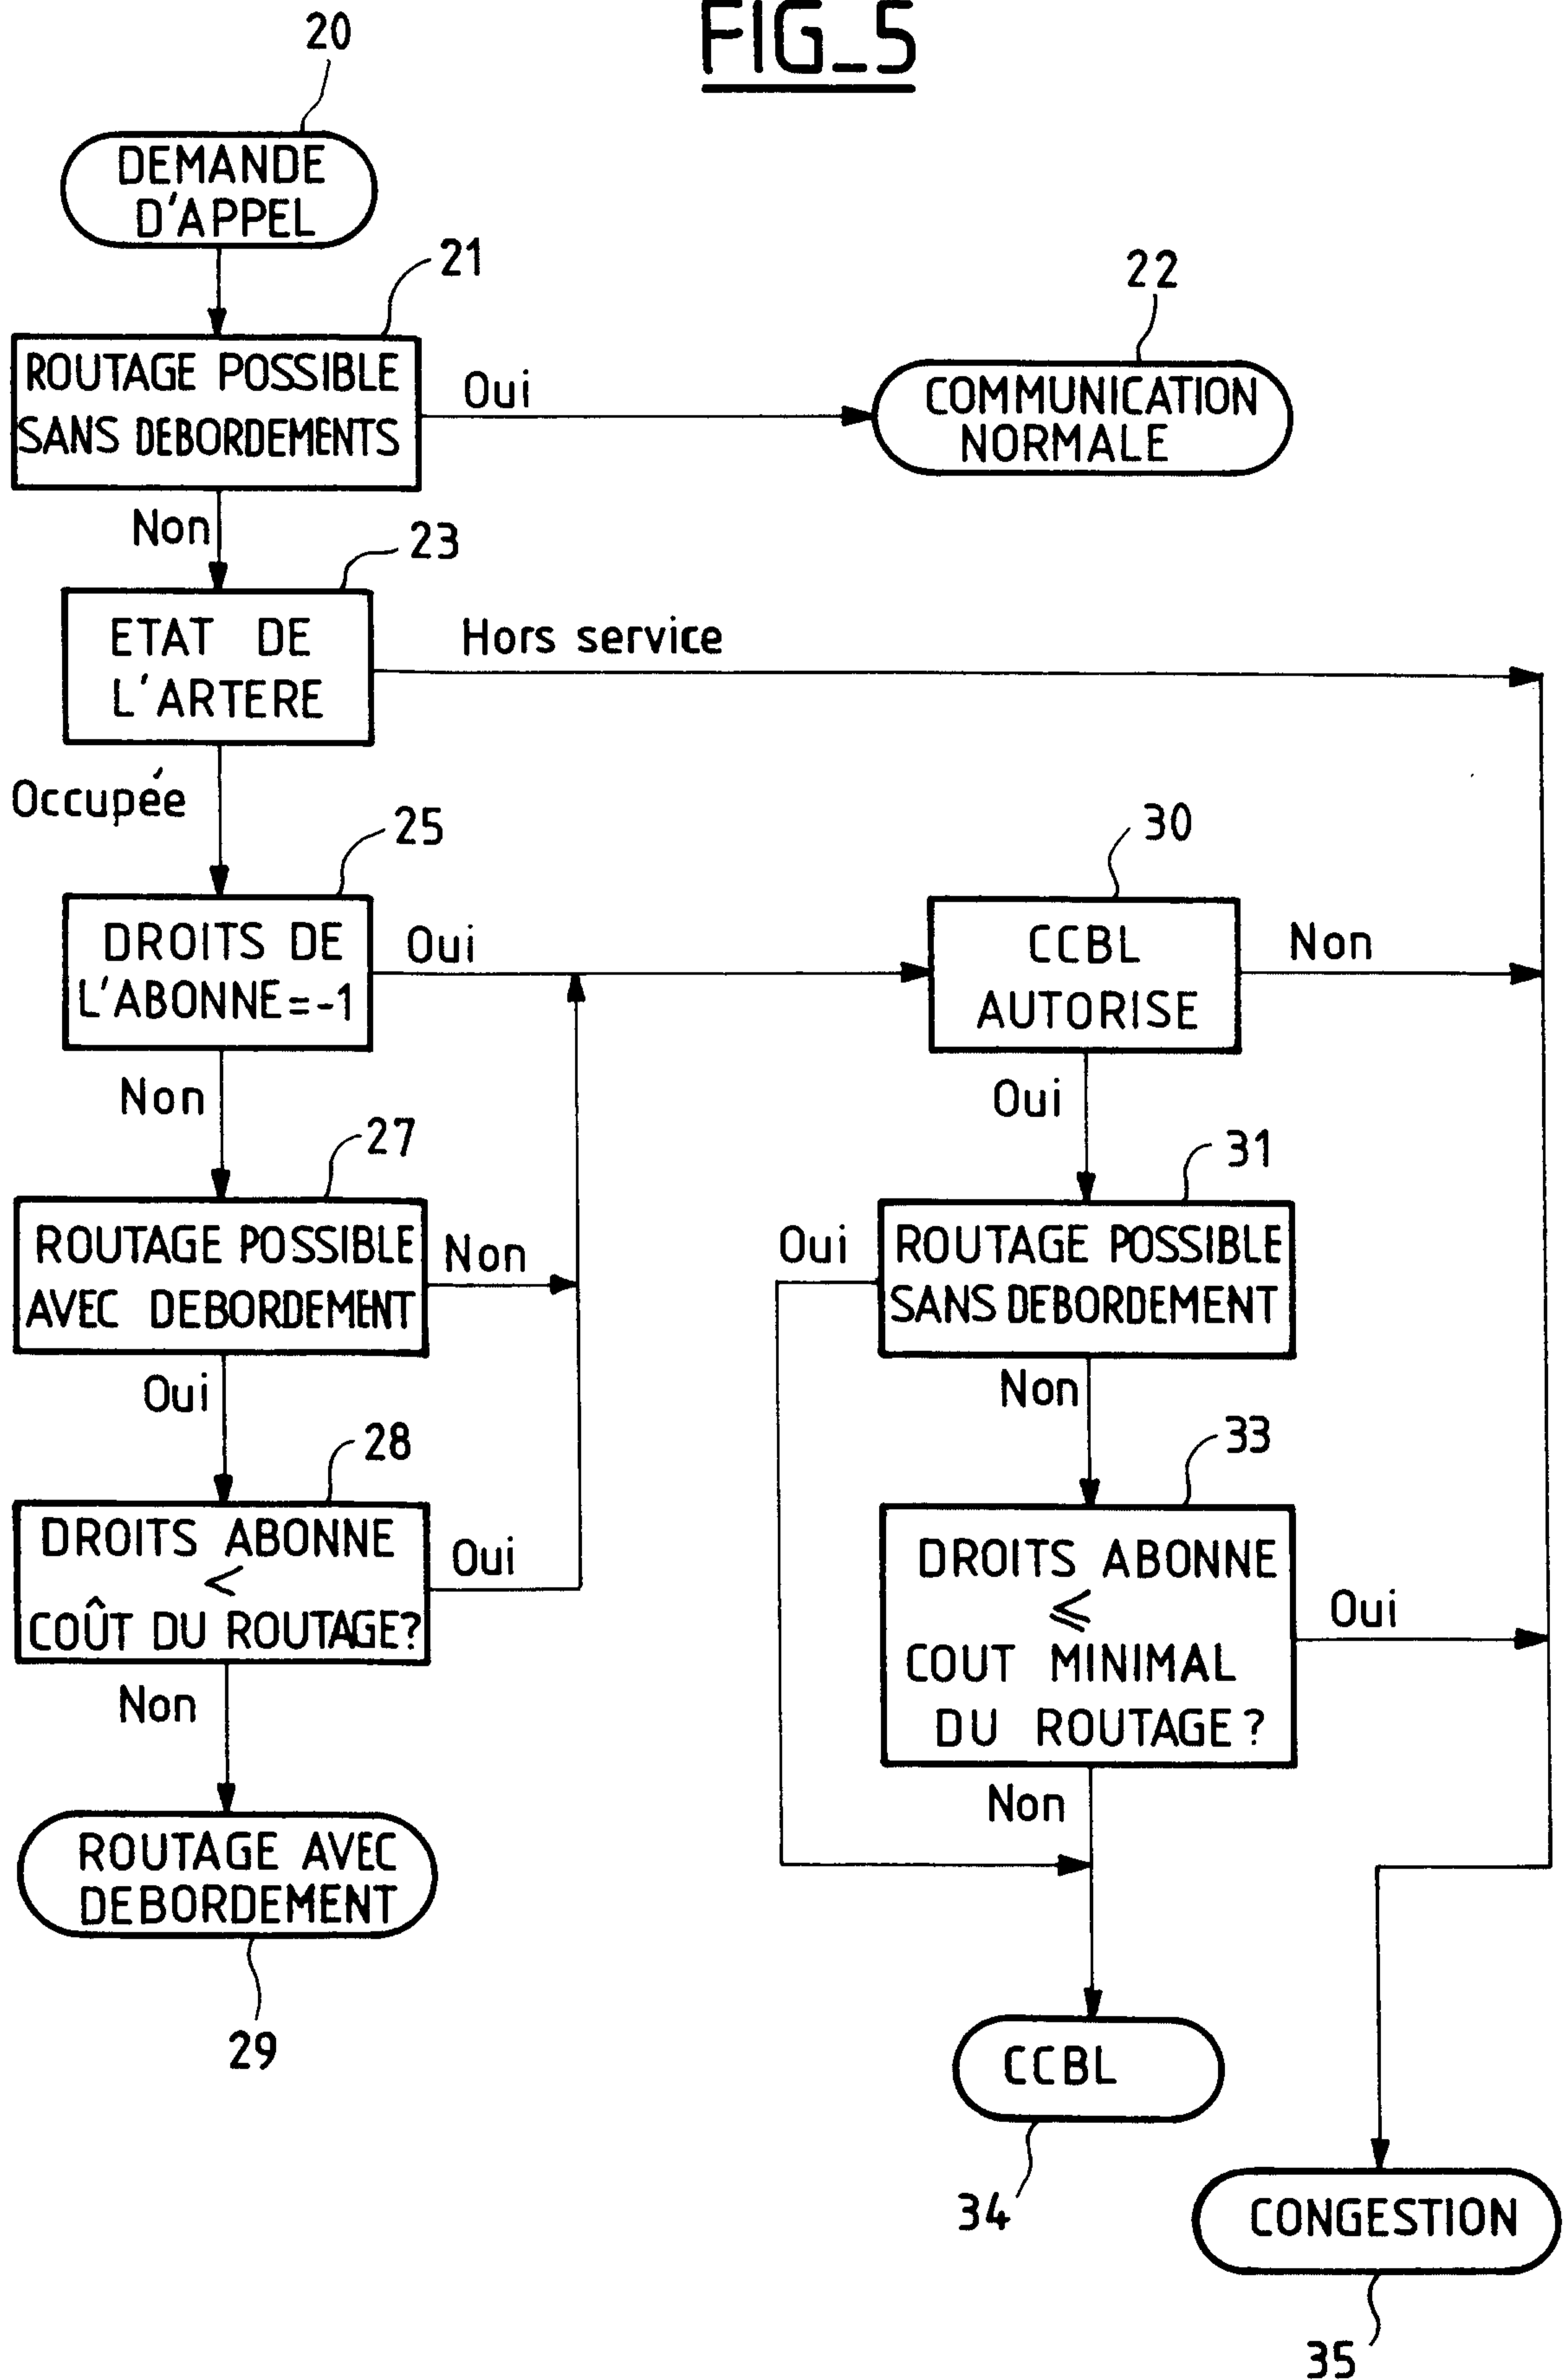 FIG_5
20
DEMANDE
D'APPEL
21
ROUTAGE POSSIBLE
SANS DEBORDEMENTS
Oui
22
COMMUNICATION
NORMALE
Non
23
ETAT DE
L'ARTERE
Hors service
Occupée
25
DROITS DE
L'ABONNE=-1
Oui
30
CCBL
AUTORISE
Non
Non
Oui
27
ROUTAGE POSSIBLE
AVEC DEBORDEMENT
Non
31
Oui
ROUTAGE POSSIBLE
SANS DEBORDEMENT
Oui
Non
28
DROITS ABONNE
<
COÛT DU ROUTAGE?
Oui
33
DROITS ABONNE
⩽
COUT MINIMAL
DU ROUTAGE?
Oui
Non
Non
ROUTAGE AVEC
DEBORDEMENT
29
CCBL
34
CONGESTION
35